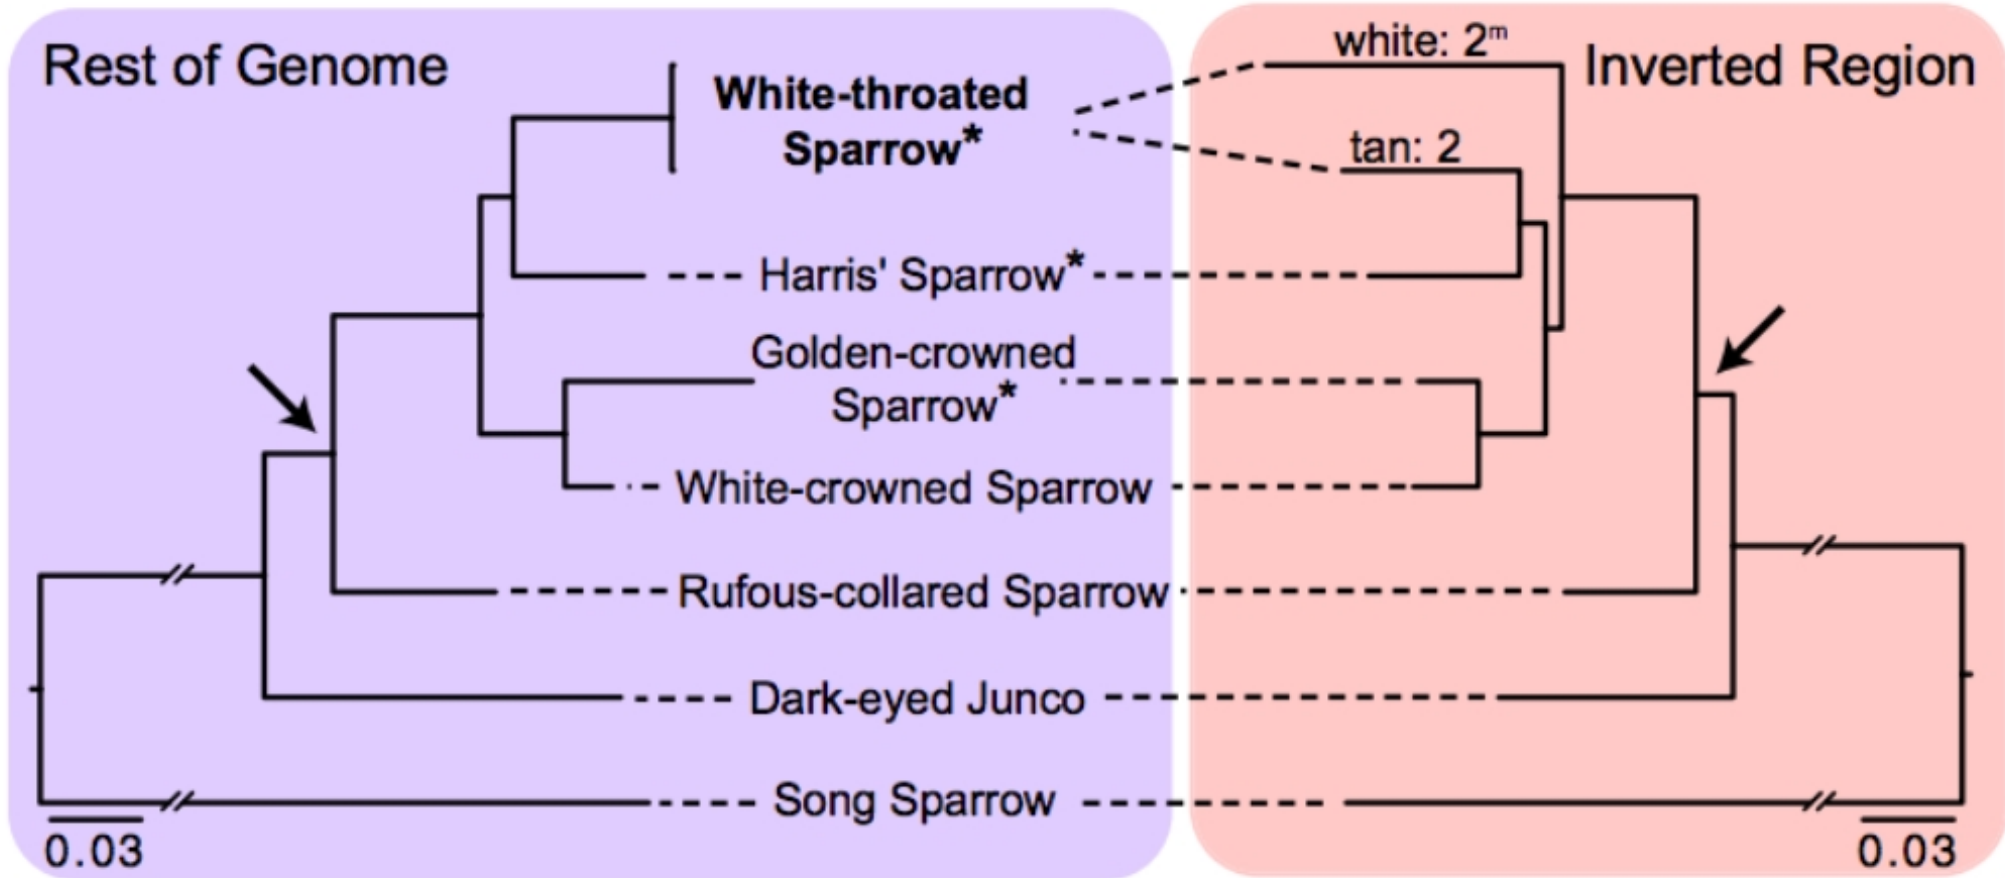 Rest of Genome
Inverted Region
white: 2ᵐ
White-throated
Sparrow*
tan: 2
Harris' Sparrow*
Golden-crowned
Sparrow*
White-crowned Sparrow
Rufous-collared Sparrow
Dark-eyed Junco
Song Sparrow
0.03
0.03